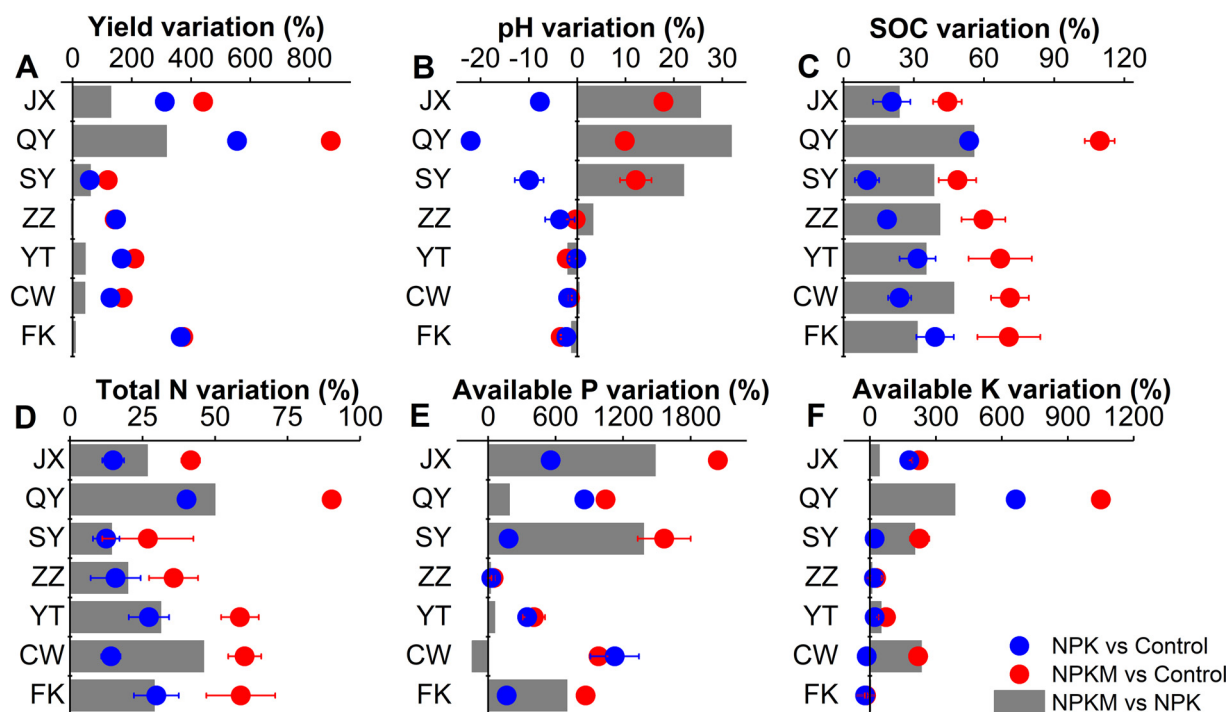 Yield variation (%)
pH variation (%)
SOC variation (%)
A
0 200 400 600 800
B
-20 -10 0 10 20 30
C
0 30 60 90 120
JX
QY
SY
ZZ
YT
CW
FK
JX
QY
SY
ZZ
YT
CW
FK
JX
QY
SY
ZZ
YT
CW
FK
Total N variation (%)
Available P variation (%)
Available K variation (%)
D
0 25 50 75 100
E
0 600 1200 1800
F
0 300 600 900 1200
JX
QY
SY
ZZ
YT
CW
FK
JX
QY
SY
ZZ
YT
CW
FK
JX
QY
SY
ZZ
YT
CW
FK
NPK vs Control
NPKM vs Control
NPKM vs NPK